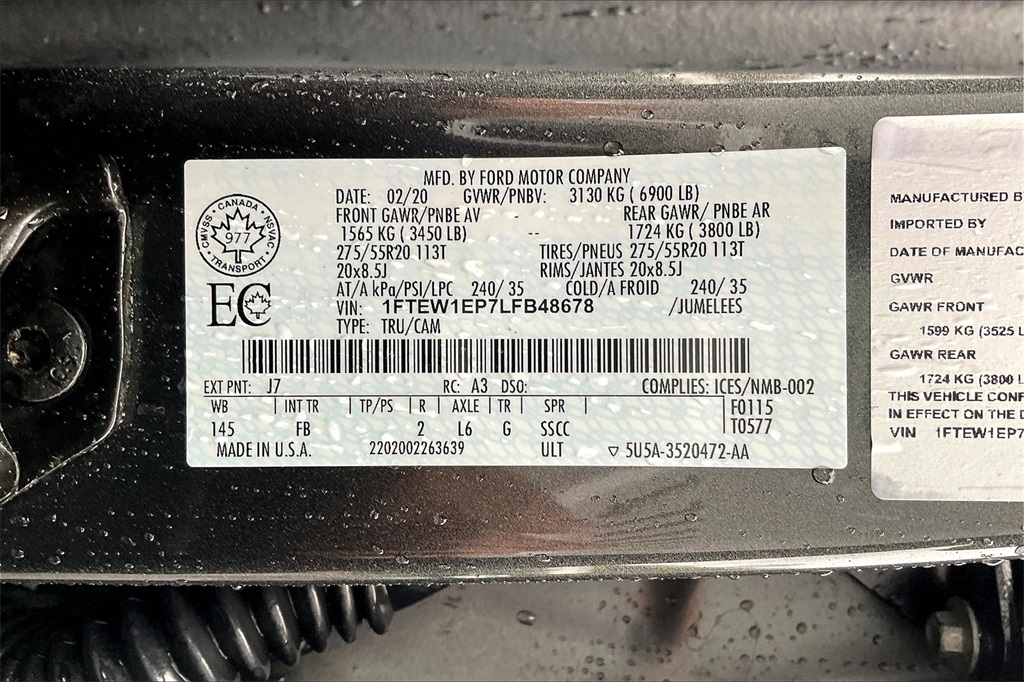 MFD. BY FORD MOTOR COMPANY
DATE: 02/20 GVWR/PNBV: 3130 KG ( 6900 LB)
FRONT GAWR/PNBE AV - REAR GAWR/ PNBE AR
1565 KG ( 3450 LB) -- 1724 KG ( 3800 LB)
275/55R20 113T TIRES/PNEUS 275/55R20 113T
20x8.5J RIMS/JANTES 20x8.5J
AT/A kPa/PSI/LPC 240/ 35 COLD/A FROID 240/ 35
VIN: 1FTEW1EP7LFB48678 /JUMELEES
TYPE: TRU/CAM
CANADA
CMVSS · NSVAC
977
TRANSPORT
EC
EXT PNT: J7 RC: A3 DSO: COMPLIES: ICES/NMB-002
WB INT TR TP/PS R AXLE TR SPR F0115
145 FB 2 L6 G SSCC T0577
MADE IN U.S.A. 2202002263639 ULT ▽ 5U5A-3520472-AA
MANUFACTURED B
IMPORTED BY
DATE OF MANUFAC
GVWR
GAWR FRONT
1599 KG (3525 L
GAWR REAR
1724 KG (3800 L
THIS VEHICLE CONF
IN EFFECT ON THE D
VIN 1FTEW1EP7